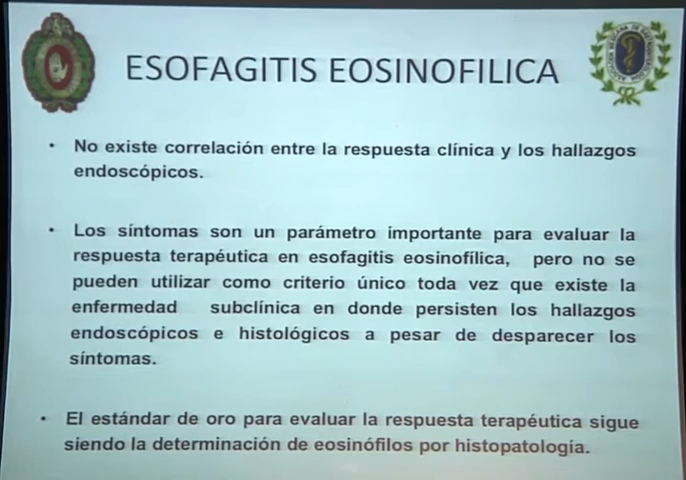 ESOFAGITIS EOSINOFILICA
• No existe correlación entre la respuesta clínica y los hallazgos
endoscópicos.
• Los síntomas son un parámetro importante para evaluar la
respuesta terapéutica en esofagitis eosinofílica, pero no se
pueden utilizar como criterio único toda vez que existe la
enfermedad subclínica en donde persisten los hallazgos
endoscópicos e histológicos a pesar de desparecer los
síntomas.
• El estándar de oro para evaluar la respuesta terapéutica sigue
siendo la determinación de eosinófilos por histopatología.